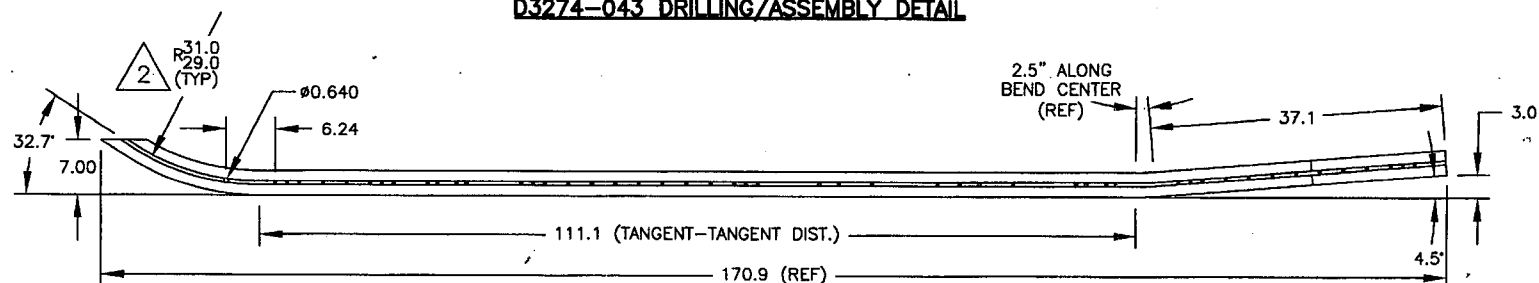 D3274-043 DRILLING/ASSEMBLY DETAIL
2
R31.0
29.0
(TYP)
Ø0.640
6.24
32.7°
7.00
2.5" ALONG
BEND CENTER
(REF)
37.1
3.0
111.1 (TANGENT-TANGENT DIST.)
4.5°
170.9 (REF)